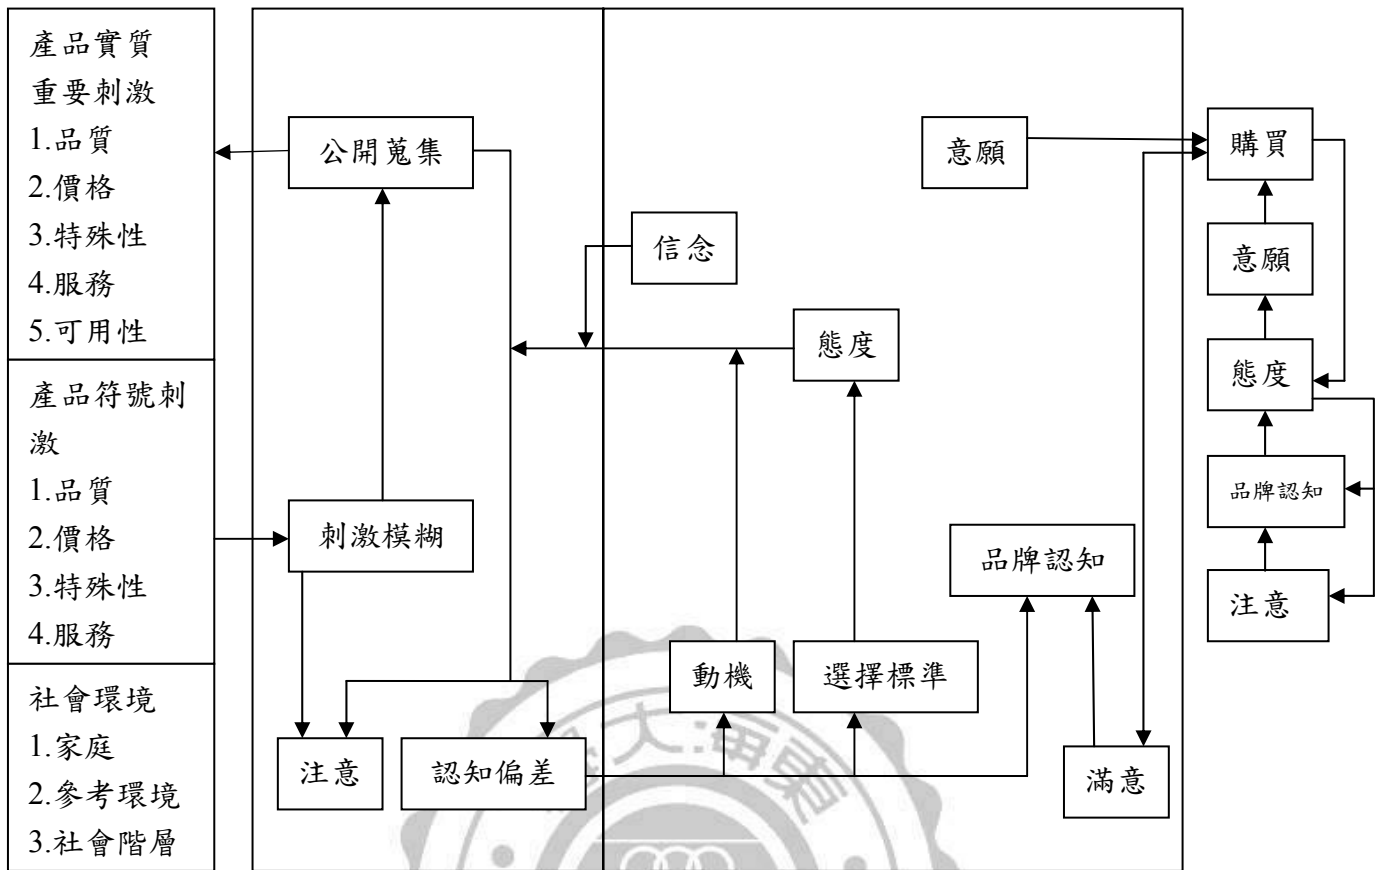 產品實質
重要刺激
1.品質
2.價格
3.特殊性
4.服務
5.可用性
產品符號刺
激
1.品質
2.價格
3.特殊性
4.服務
社會環境
1.家庭
2.參考環境
3.社會階層
公開蒐集
刺激模糊
注意
認知偏差
信念
態度
動機
選擇標準
意願
品牌認知
滿意
購買
意願
態度
品牌認知
注意
大
海
東